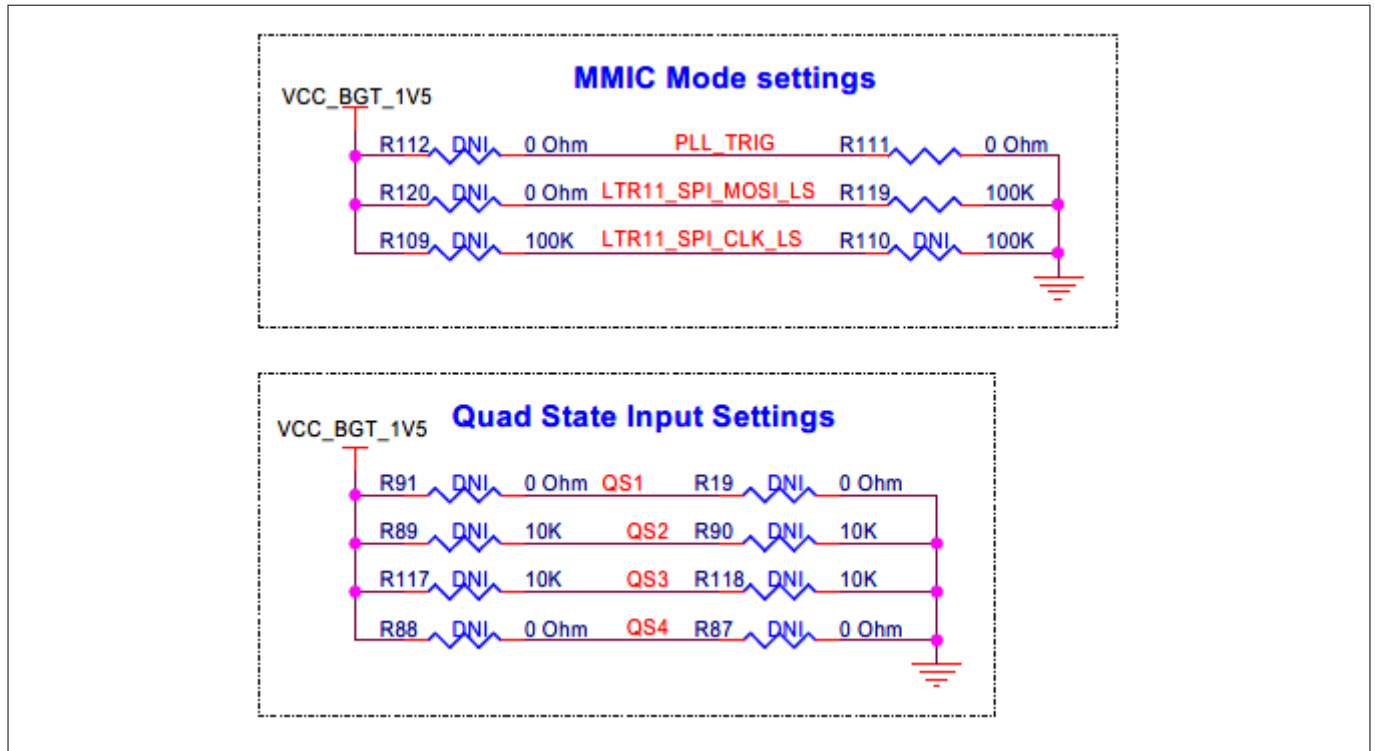 MMIC Mode settings
VCC_BGT_1V5
R112 DNI 0 Ohm PLL_TRIG R111 0 Ohm
R120 DNI 0 Ohm LTR11_SPI_MOSI_LS R119 100K
R109 DNI 100K LTR11_SPI_CLK_LS R110 DNI 100K
Quad State Input Settings
VCC_BGT_1V5
R91 DNI 0 Ohm QS1 R19 DNI 0 Ohm
R89 DNI 10K QS2 R90 DNI 10K
R117 DNI 10K QS3 R118 DNI 10K
R88 DNI 0 Ohm QS4 R87 DNI 0 Ohm